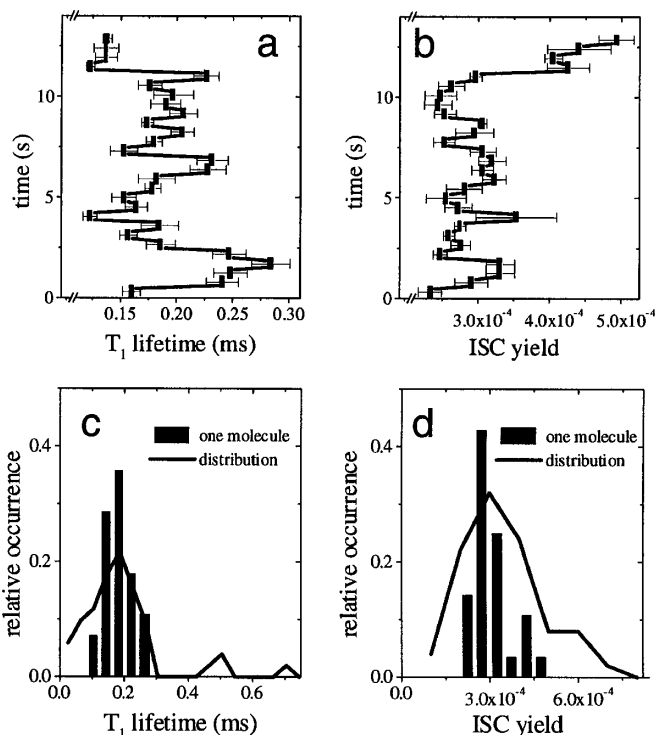 a
b
10
5
0
time (s)
0.15 0.20 0.25 0.30
T1 lifetime (ms)
10
5
0
time (s)
3.0x10-4 4.0x10-4 5.0x10-4
ISC yield
c
one molecule
distribution
0.4
0.2
0.0
relative occurrence
0.0 0.2 0.4 0.6
T1 lifetime (ms)
d
one molecule
distribution
0.4
0.2
0.0
relative occurrence
0.0 3.0x10-4 6.0x10-4
ISC yield